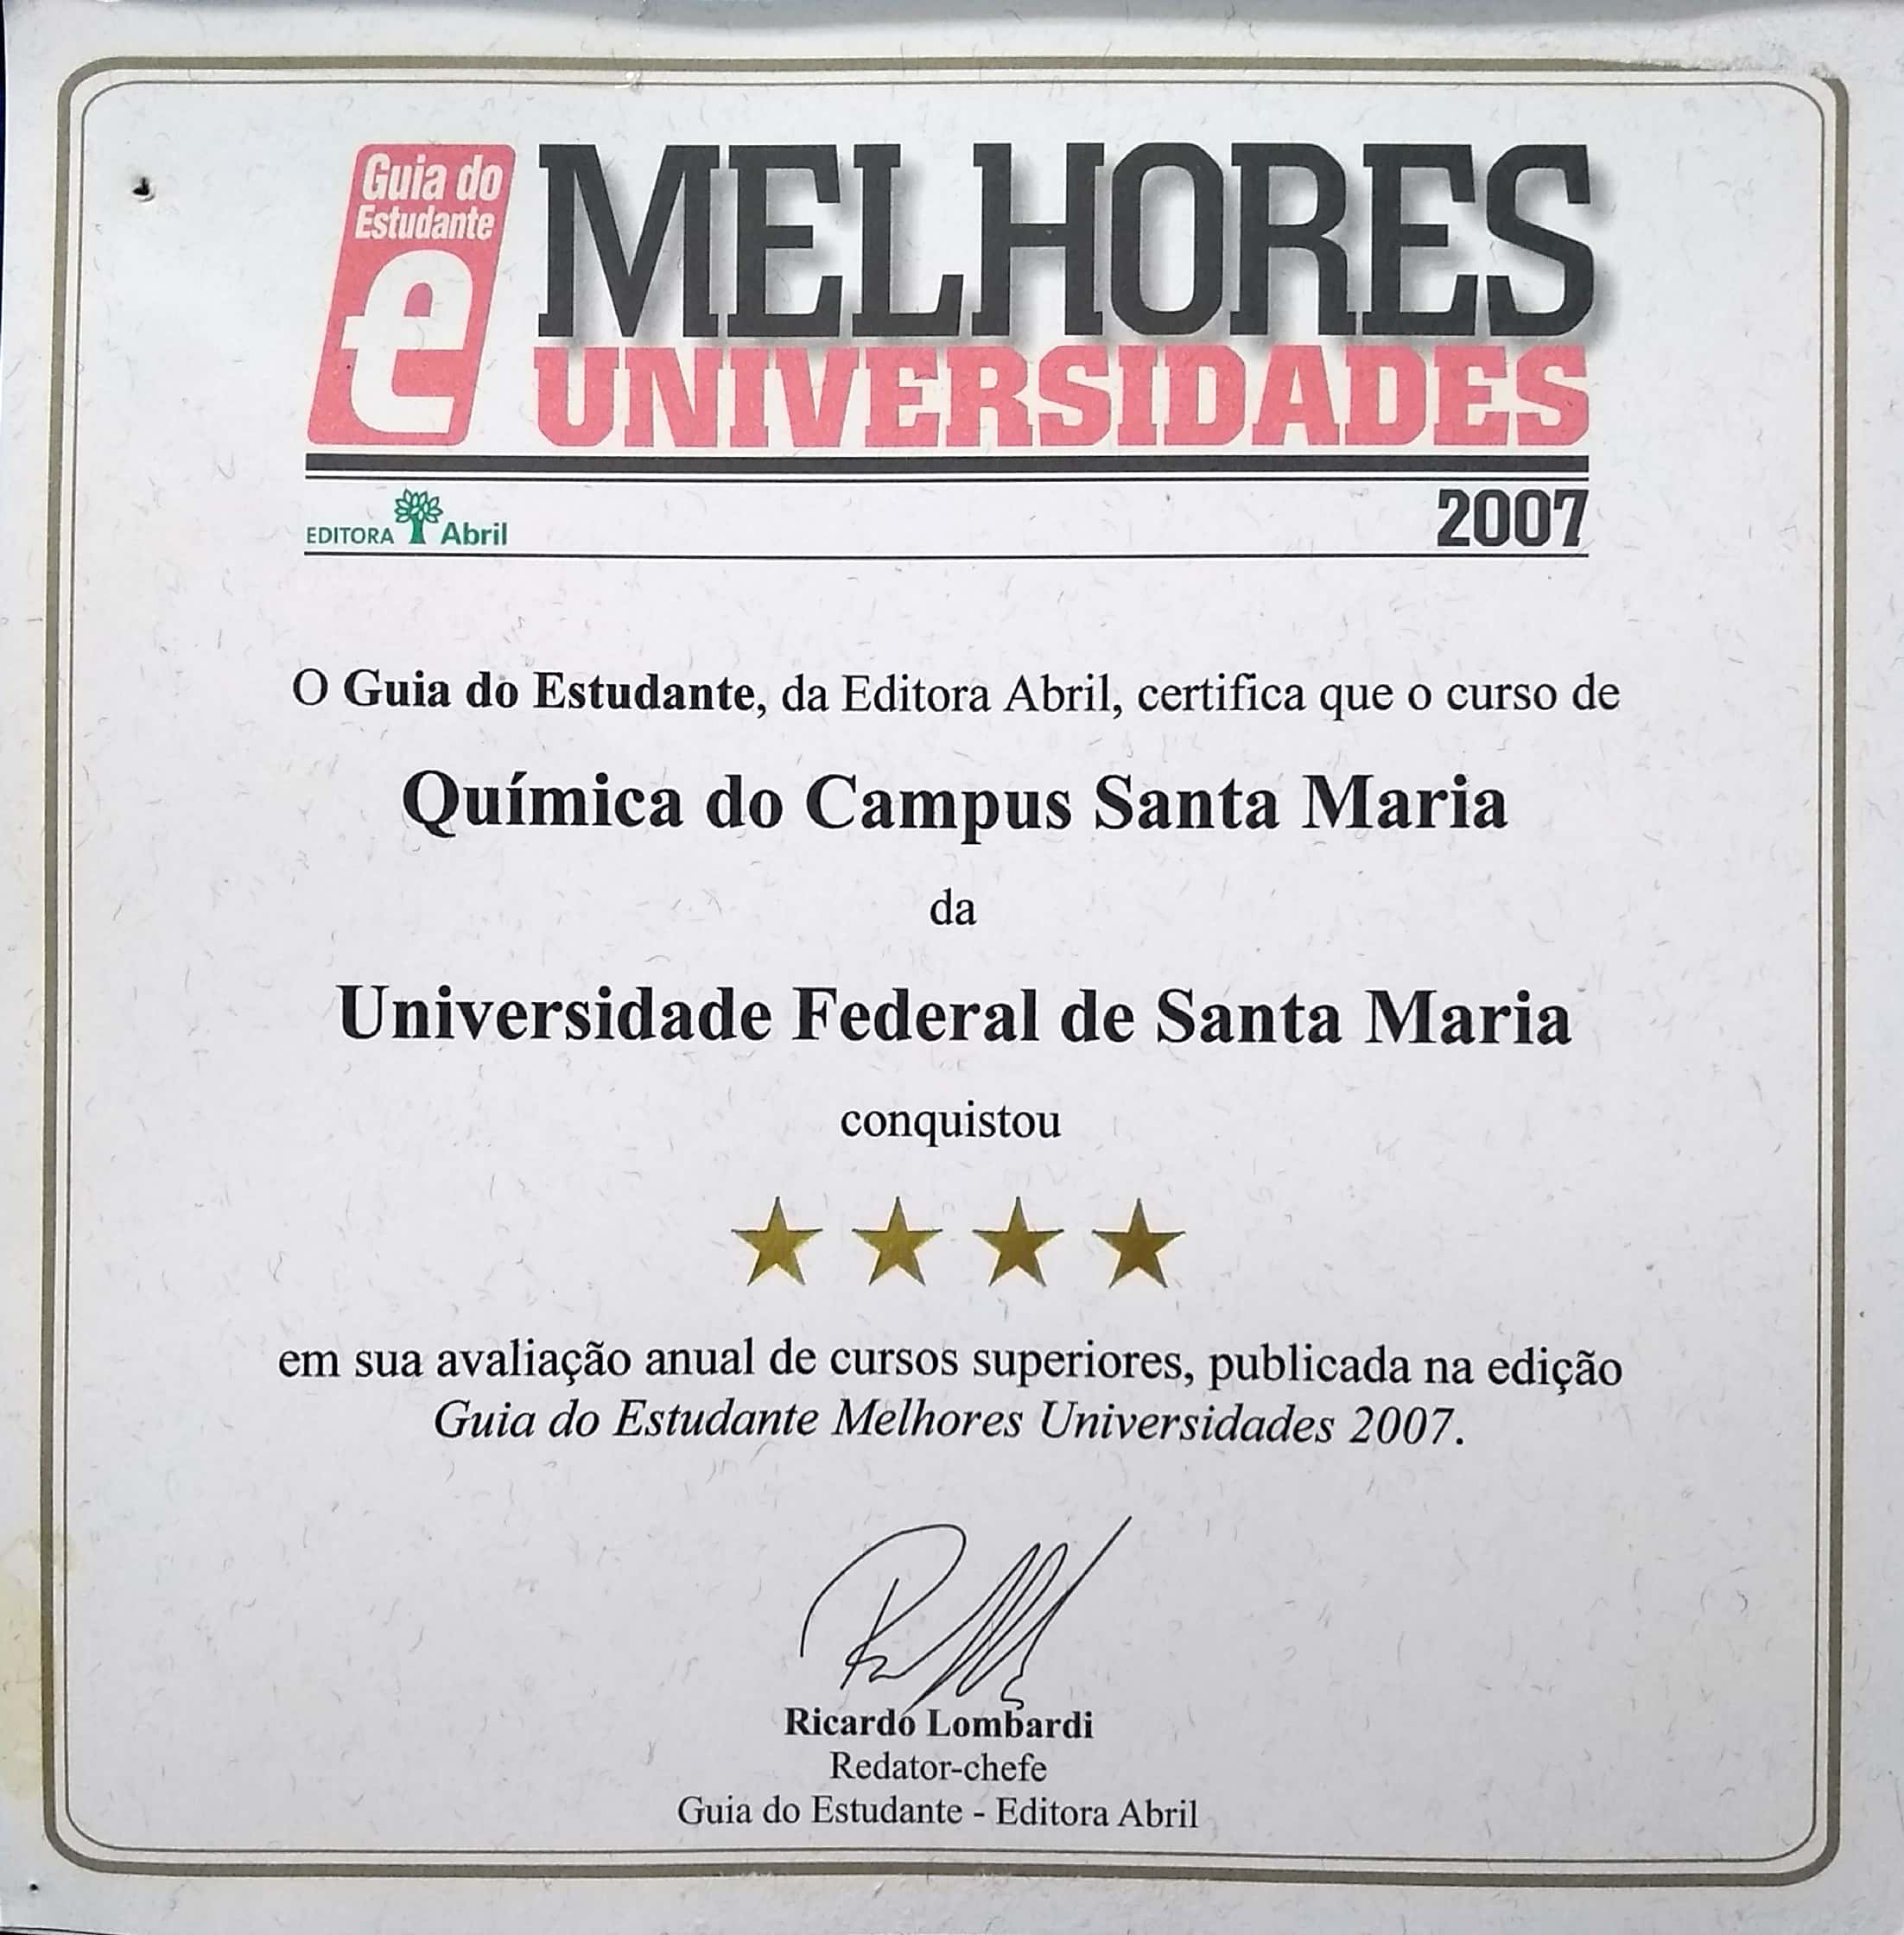 Guia do
Estudante
e
MELHORES
UNIVERSIDADES
EDITORA Abril
2007
O Guia do Estudante, da Editora Abril, certifica que o curso de
Química do Campus Santa Maria
da
Universidade Federal de Santa Maria
conquistou
em sua avaliação anual de cursos superiores, publicada na edição
Guia do Estudante Melhores Universidades 2007.
Ricardo Lombardi
Redator-chefe
Guia do Estudante - Editora Abril